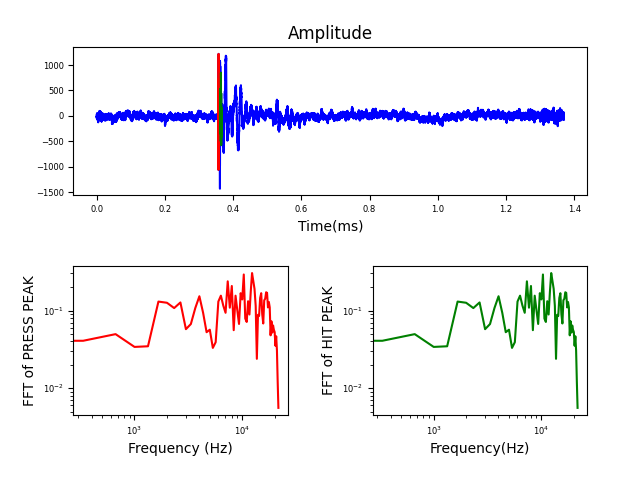 Amplitude
1000
500
0
−500
−1000
−1500
0.0 0.2 0.4 0.6 0.8 1.0 1.2 1.4
Time(ms)
FFT of PRESS PEAK
10⁻¹
10⁻²
10³ 10⁴
Frequency (Hz)
FFT of HIT PEAK
10⁻¹
10⁻²
10³ 10⁴
Frequency(Hz)